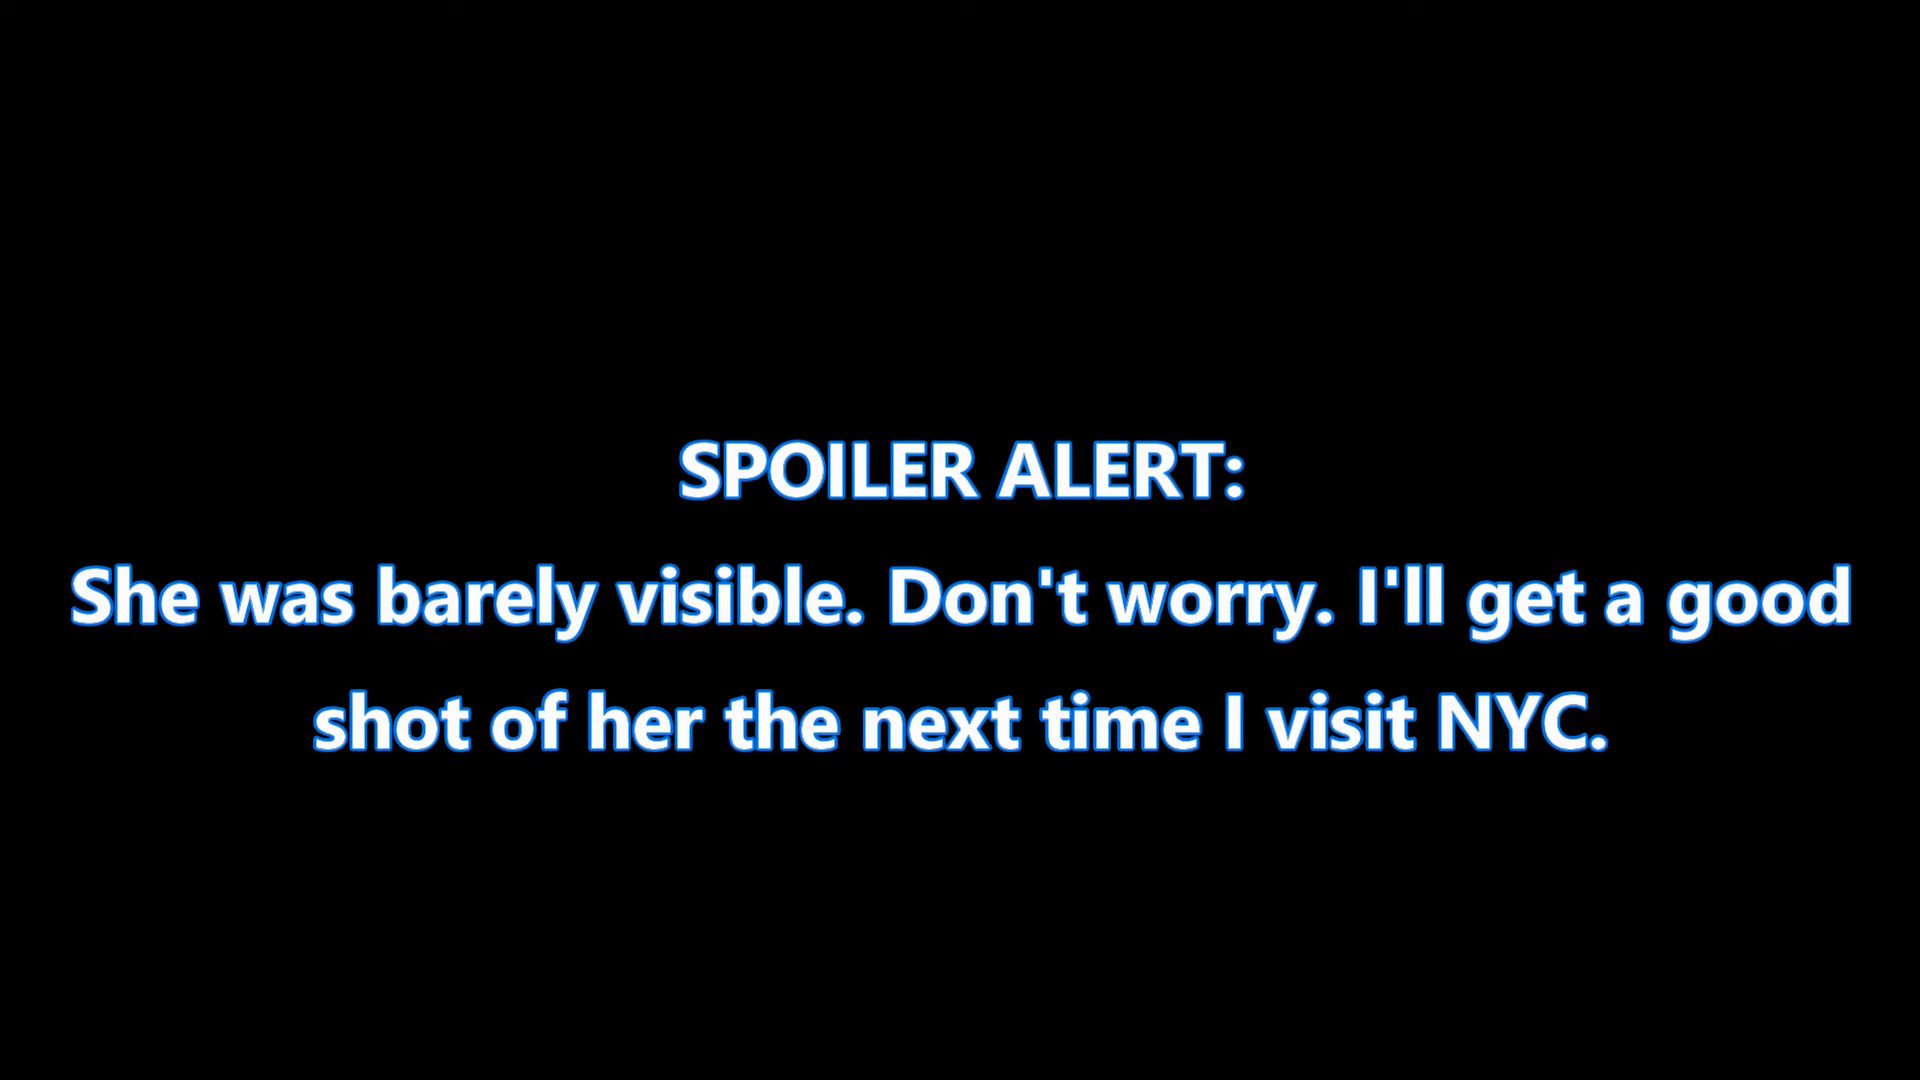 SPOILER ALERT:
She was barely visible. Don't worry. I'll get a good
shot of her the next time I visit NYC.